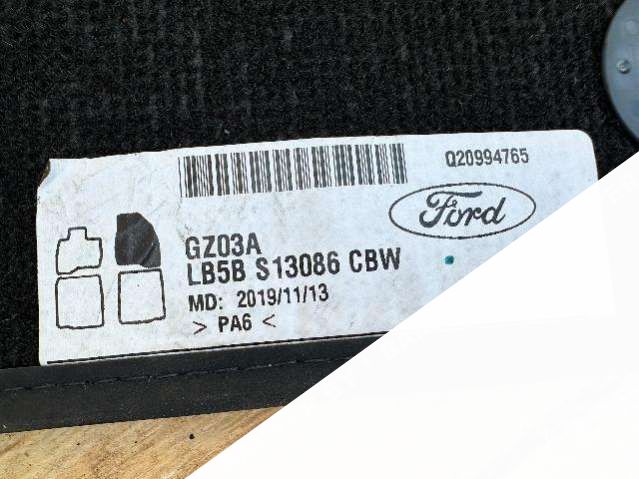 Q20994765
Ford
GZ03A
LB5B S13086 CBW
MD: 2019/11/13
> PA6 <